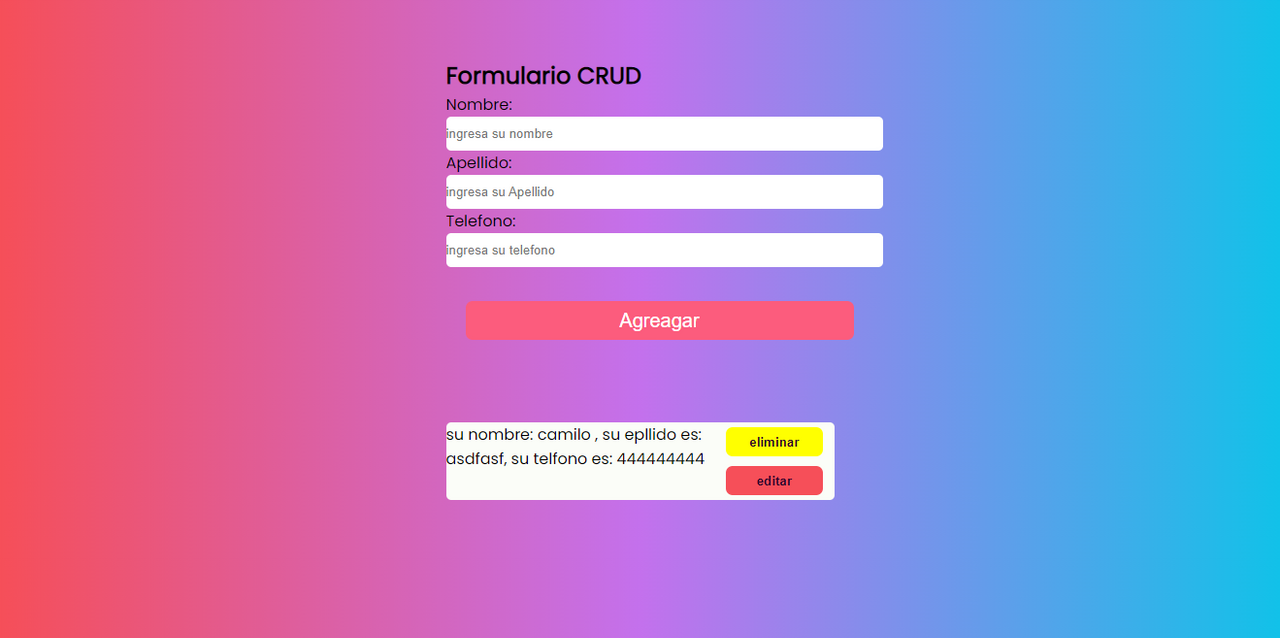 Formulario CRUD
Nombre:
ingresa su nombre
Apellido:
ingresa su Apellido
Telefono:
ingresa su telefono
Agreagar
su nombre: camilo , su epllido es:
asdfasf, su telfono es: 444444444
eliminar
editar